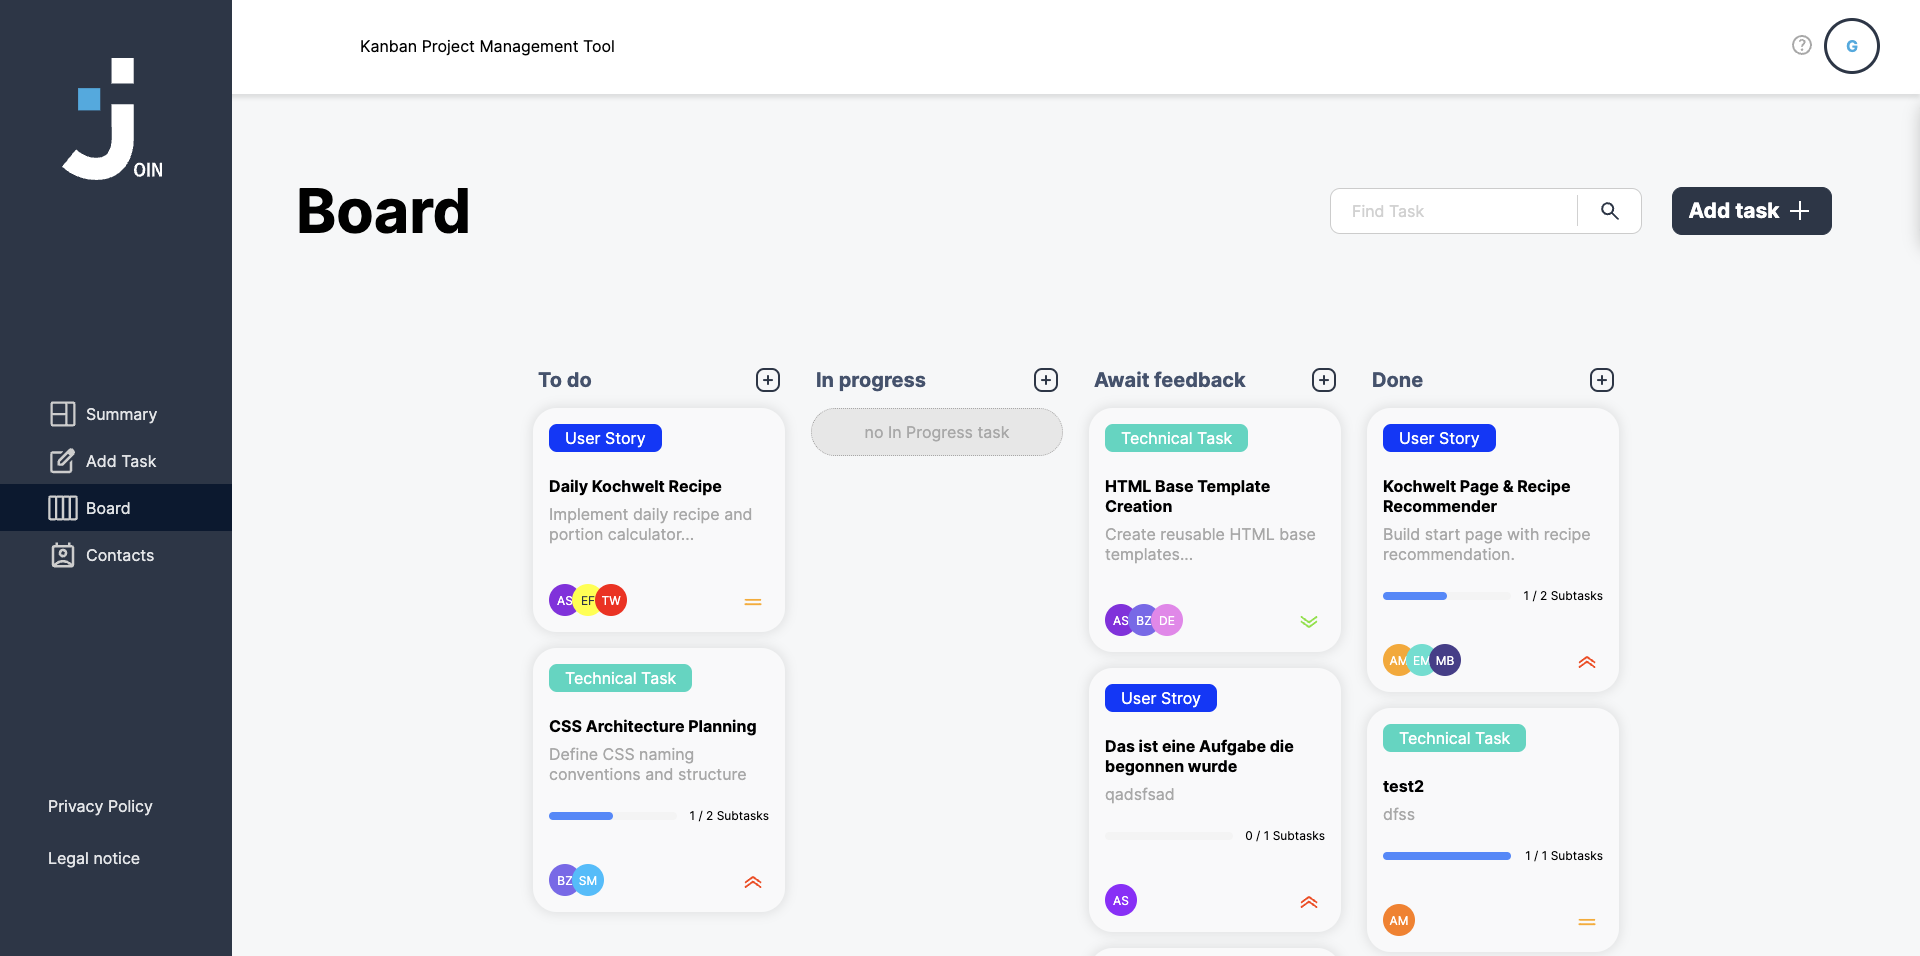 OIN
Summary
Add Task
Board
Contacts
Privacy Policy
Legal notice
Kanban Project Management Tool
G
Board
Find Task
Add task
To do
User Story
Daily Kochwelt Recipe
Implement daily recipe and
portion calculator...
AS EF TW
Technical Task
CSS Architecture Planning
Define CSS naming
conventions and structure
1 / 2 Subtasks
BZ SM
In progress
no In Progress task
Await feedback
Technical Task
HTML Base Template
Creation
Create reusable HTML base
templates...
AS BZ DE
User Stroy
Das ist eine Aufgabe die
begonnen wurde
qadsfsad
0 / 1 Subtasks
AS
Done
User Story
Kochwelt Page & Recipe
Recommender
Build start page with recipe
recommendation.
1 / 2 Subtasks
AM EM MB
Technical Task
test2
dfss
1 / 1 Subtasks
AM